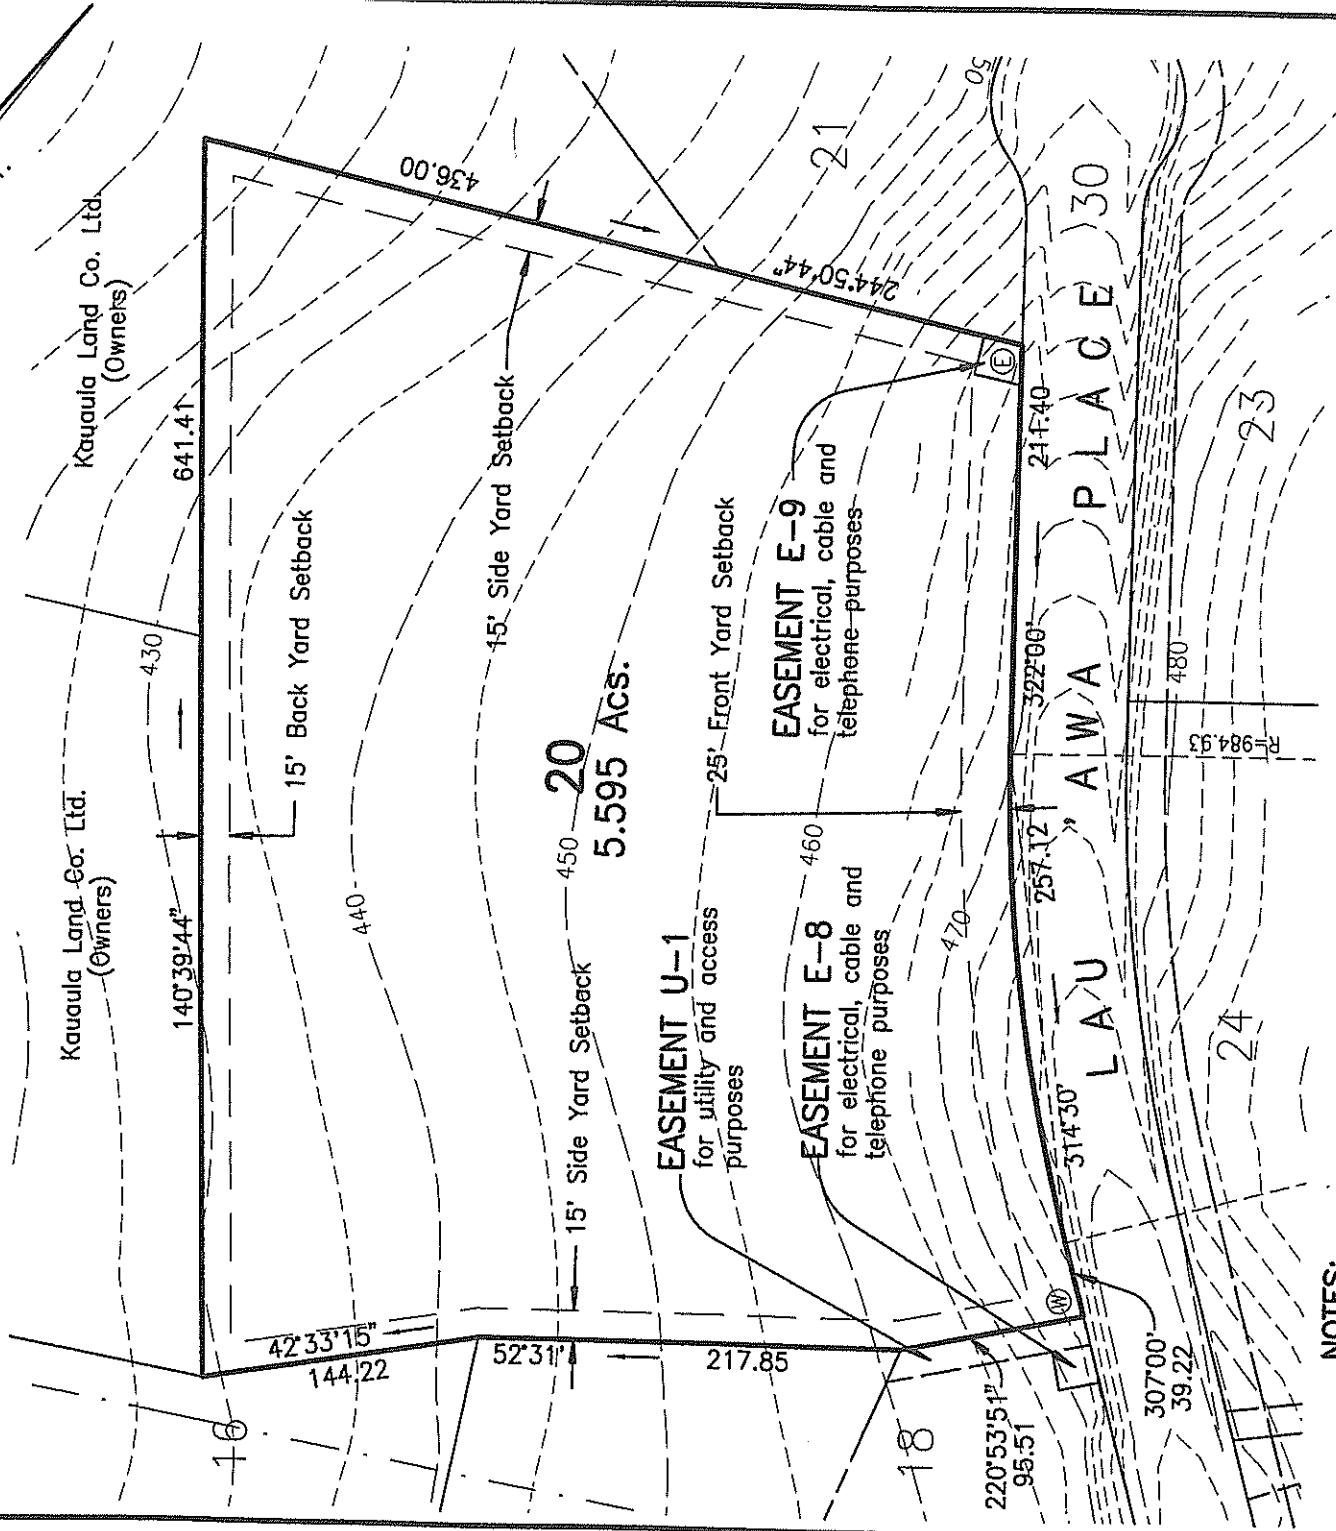 Kauaula Land Co. Ltd.
(Owners)
Kauaula Land Co. Ltd.
(Owners)
140°39'44"
641.41
430
15' Back Yard Setback
436.00
244°50'44"
15' Side Yard Setback
440
20
5.595 Acs.
450
15' Side Yard Setback
42°33'15"
144.22
52°31'
217.85
16
18
21
50
25' Front Yard Setback
EASEMENT U-1
for utility and access
purposes
EASEMENT E-8
for electrical, cable and
telephone purposes
EASEMENT E-9
for electrical, cable and
telephone purposes
460
470
E
W
220°53'51"
95.51
307°00'
39.22
314°30'
257.12
322°00'
211.40
LAU "AWA PLACE
30
480
R=984.93
23
24
NOTES: